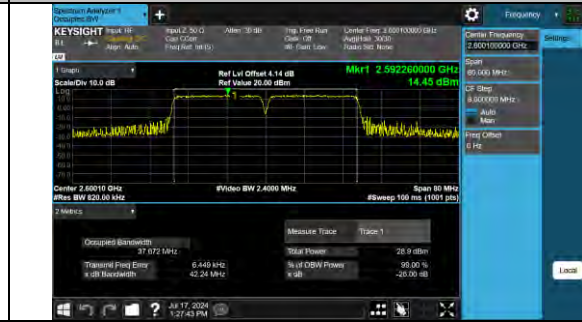 Spectrum Analyzer 1
Occupied BW
+
Frequency
KEYSIGHT Input: RF
Input Z: 50 Ω
Atten: 30 dB
Trig: Free Run
Center Freq: 2.600100000 GHz
RL
Align: Auto
Gate: Off
Avg|Hold: 30/30
Radio Std: None
Center Frequency
2.600100000 GHz
Settings
Span
80.000 MHz
CF Step
8.000000 MHz
Auto
Man
Freq Offset
0 Hz
1 Graph
Scale/Div 10.0 dB
Ref Lvl Offset 4.14 dB
Ref Value 20.00 dBm
Mkr1 2.592260000 GHz
14.45 dBm
Log
Center 2.60010 GHz
#Res BW 820.00 kHz
#Video BW 2.4000 MHz
Span 80 MHz
#Sweep 100 ms (1001 pts)
2 Metrics
Measure Trace
Trace 1
Occupied Bandwidth
37.672 MHz
Total Power
28.9 dBm
Transmit Freq Error
6.449 kHz
% of OBW Power
99.00 %
x dB Bandwidth
42.24 MHz
x dB
-26.00 dB
Local
?
Jul 17, 2024
1:27:43 PM